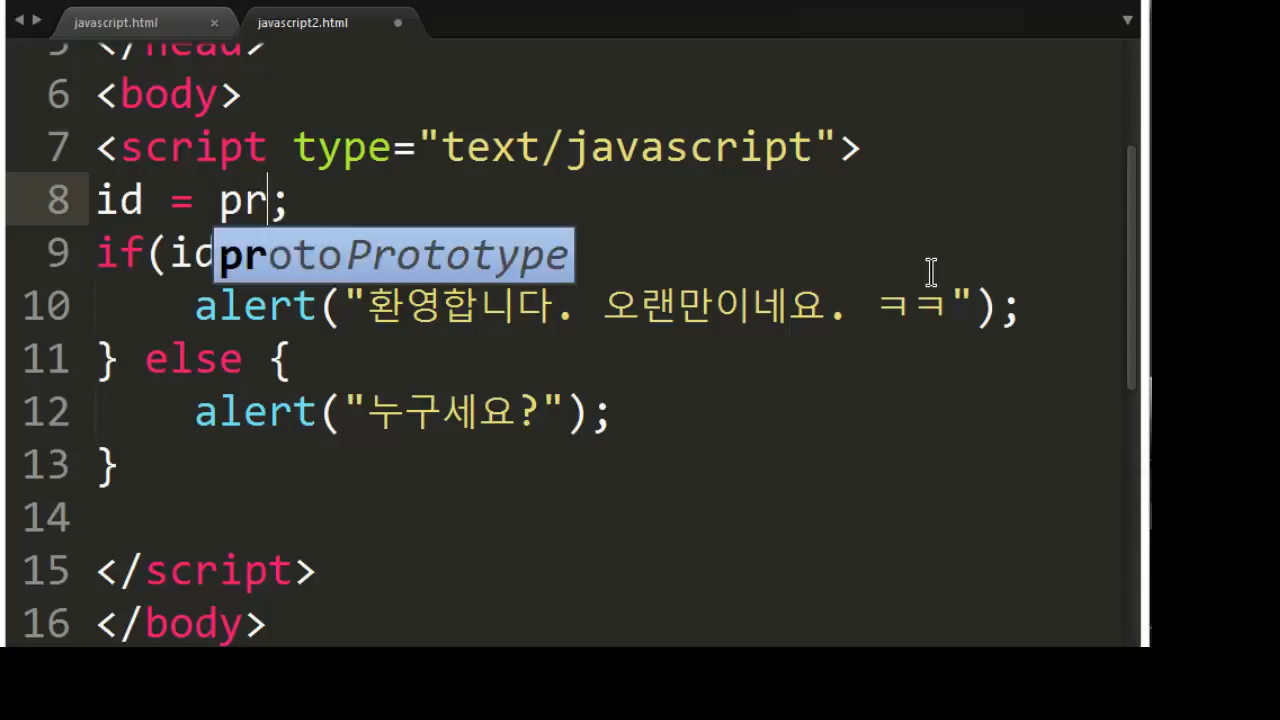 javascript.html × javascript2.html
5 </head>
6 <body>
7 <script type="text/javascript">
8 id = pr;
9 if(id
protoPrototype
10 alert("환영합니다. 오랜만이네요. ㅋㅋ");
11 } else {
12 alert("누구세요?");
13 }
14
15 </script>
16 </body>